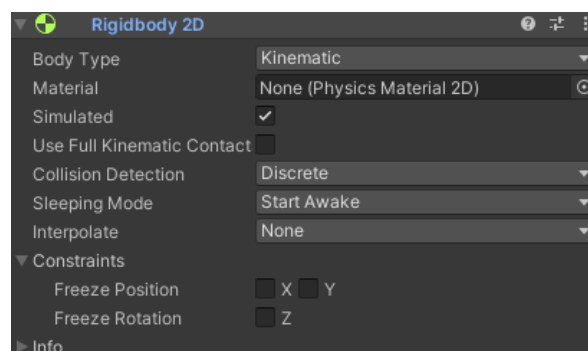 Rigidbody 2D
Body Type Kinematic
Material None (Physics Material 2D)
Simulated
Use Full Kinematic Contact
Collision Detection Discrete
Sleeping Mode Start Awake
Interpolate None
Constraints
Freeze Position X Y
Freeze Rotation Z
Info